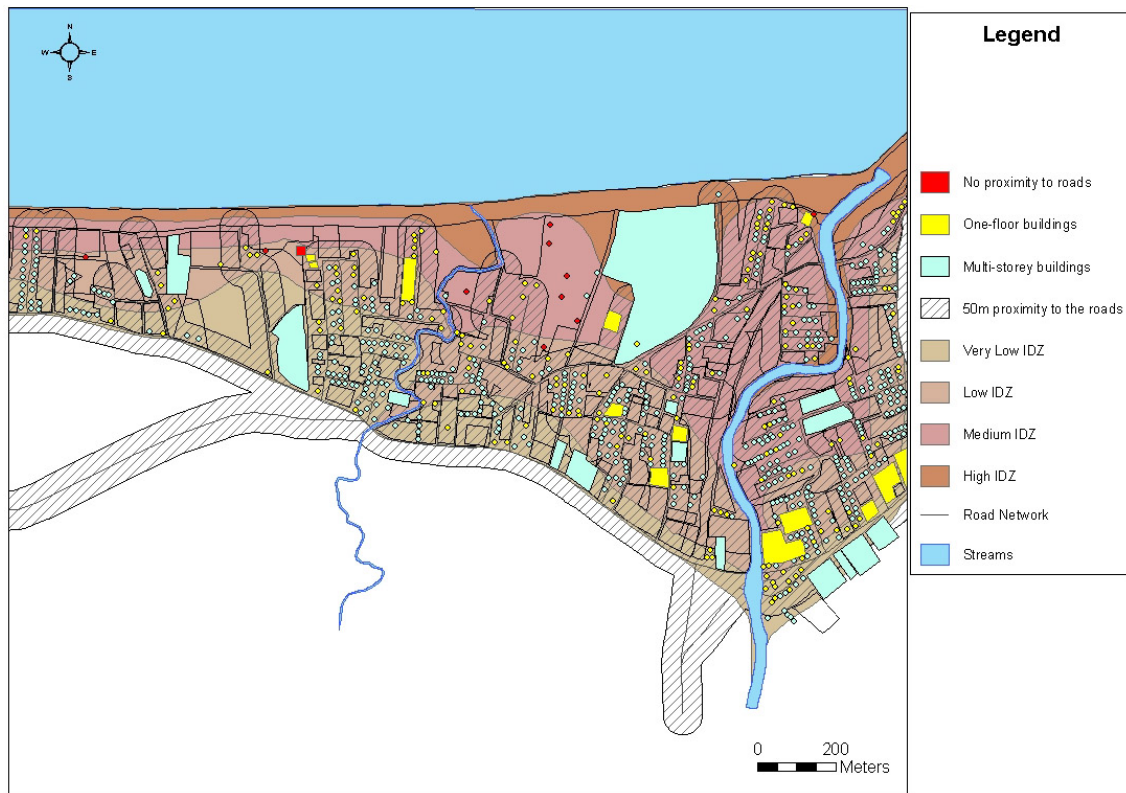 N
W E
S
Legend
No proximity to roads
One-floor buildings
Multi-storey buildings
50m proximity to the roads
Very Low IDZ
Low IDZ
Medium IDZ
High IDZ
Road Network
Streams
0 200
Meters